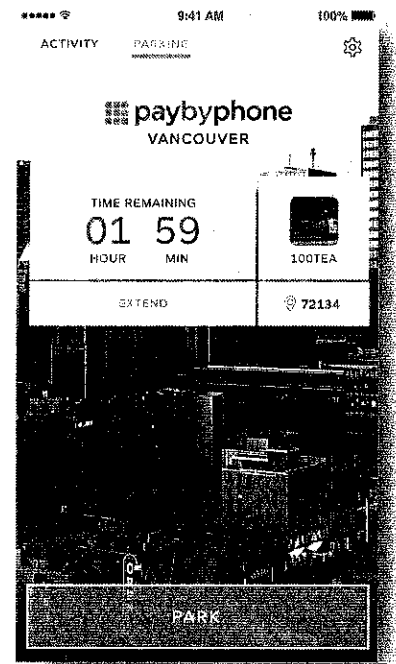 9:41 AM 100%
ACTIVITY PARKING
paybyphone
VANCOUVER
TIME REMAINING
01 59
HOUR MIN
100TEA
EXTEND 72134
PARK